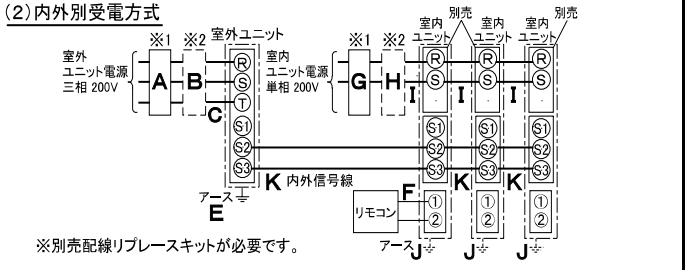 (2)内外別受電方式
※1 ※2 室外ユニット
室外
ユニット電源
三相 200V
A B C
R
S
T
S1
S2
S3
アース
E
K 内外信号線
※1 ※2
室内
ユニット電源
単相 200V
G H
室内
ユニット
別売
室内
ユニット
室内
ユニット
別売
R R R
S S S
I I I
S1 S1 S1
S2 S2 S2
S3 S3 S3
K K
F
リモコン
① ① ①
② ② ②
アース J J J
※別売配線リプレースキットが必要です。